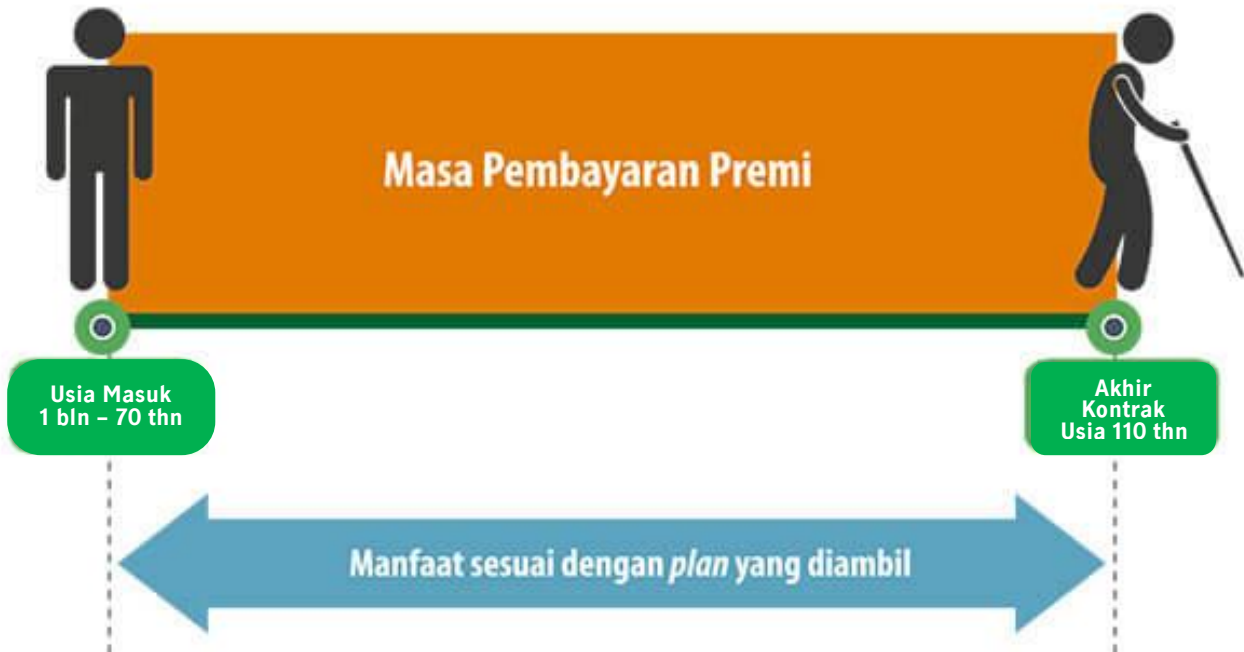 Masa Pembayaran Premi
Usia Masuk
1 bln – 70 thn
Akhir
Kontrak
Usia 110 thn
Manfaat sesuai dengan plan yang diambil